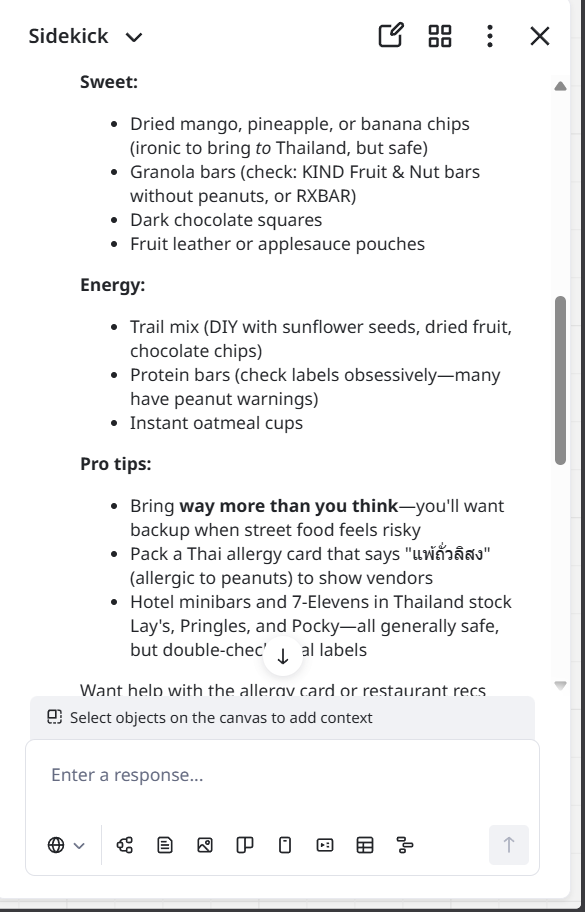 Sidekick
Sweet:
• Dried mango, pineapple, or banana chips
(ironic to bring to Thailand, but safe)
• Granola bars (check: KIND Fruit & Nut bars
without peanuts, or RXBAR)
• Dark chocolate squares
• Fruit leather or applesauce pouches
Energy:
• Trail mix (DIY with sunflower seeds, dried fruit,
chocolate chips)
• Protein bars (check labels obsessively—many
have peanut warnings)
• Instant oatmeal cups
Pro tips:
• Bring way more than you think—you'll want
backup when street food feels risky
• Pack a Thai allergy card that says "แพ้ถั่วลิสง"
(allergic to peanuts) to show vendors
• Hotel minibars and 7-Elevens in Thailand stock
Lay's, Pringles, and Pocky—all generally safe,
but labels
Want help with the allergy card or restaurant recs
Select objects on the canvas to add context
Enter a response...